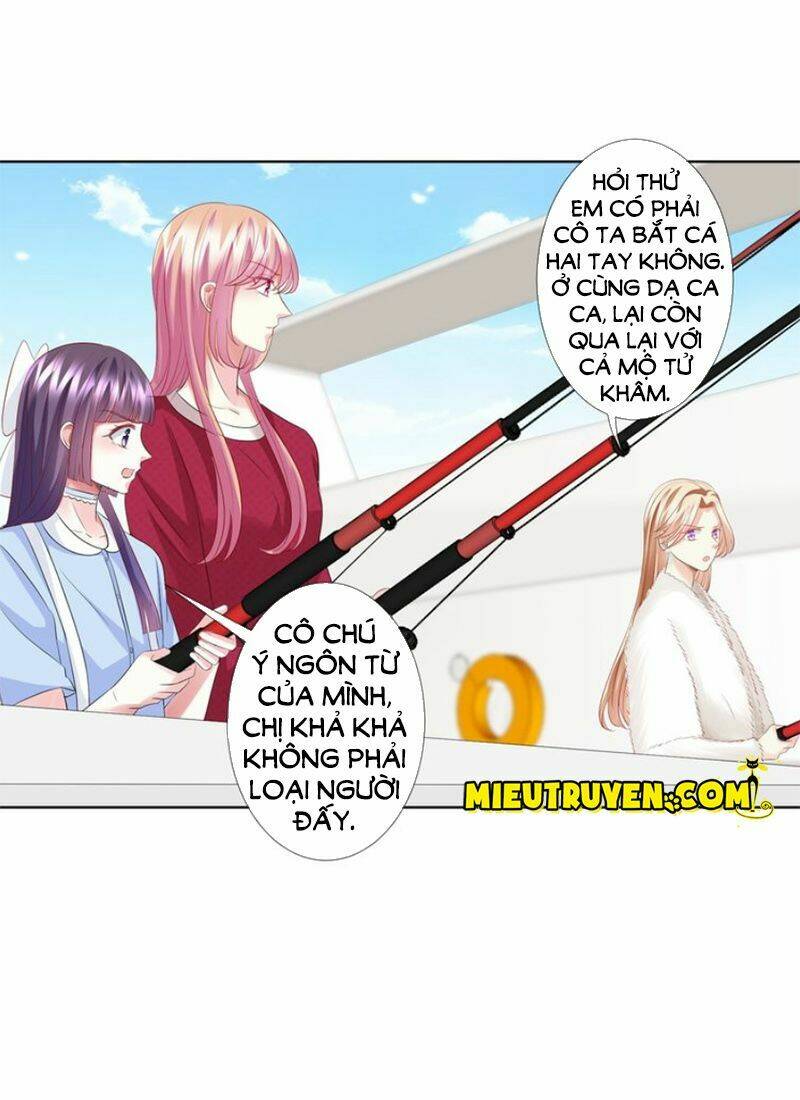 HỎI THỬ
EM CÓ PHẢI
CÔ TA BẮT CÁ
HAI TAY KHÔNG.
Ở CÙNG DẠ CA
CA, LẠI CÒN
QUA LẠI VỚI
CẢ MỘ TỬ
KHÂM.
CÔ CHÚ
Ý NGÔN TỪ
CỦA MÌNH,
CHỊ KHẢ KHẢ
KHÔNG PHẢI
LOẠI NGƯỜI
ĐẤY.
MIEUTRUYEN.COM